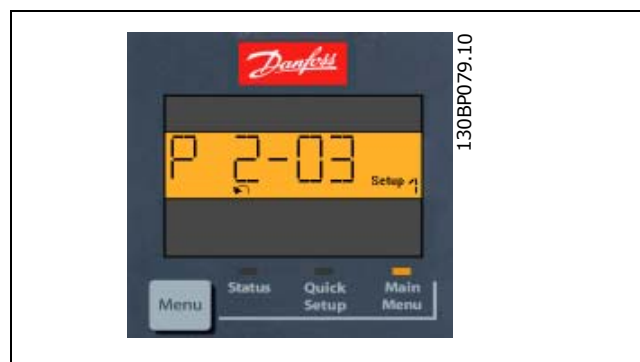 Danfoss
P 2-03
Setup 1
Status
Quick Setup
Main Menu
Menu
130BP079.10